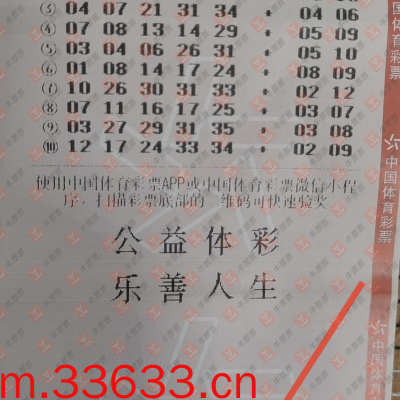 ③ 04 07 21 31 34 + 04 06
④ 07 08 13 14 29 + 05 09
⑤ 03 04 06 26 31 + 05 10
⑥ 01 08 14 17 24 + 08 09
⑦ 10 26 30 31 33 + 02 12
⑧ 07 11 16 17 25 + 03 07
⑨ 03 27 29 31 35 + 03 08
⑩ 12 17 24 33 34 + 02 09
使用中国体育彩票APP或中国体育彩票微信小程
序，扫描彩票底部的二维码可快速验奖
公益体彩
乐善人生
国体育彩票
中国体育彩票
中国体育
m.33633.cn